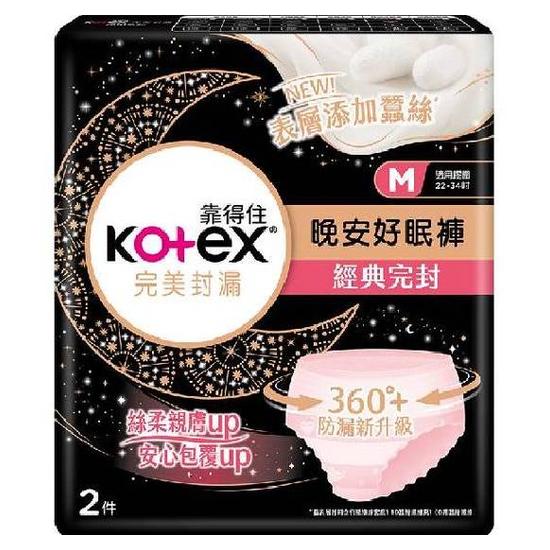 NEW!
表層添加蠶絲*
M
適用腰圍
22-34吋
靠得住
Kotex®
完美封漏
晚安好眠褲
經典完封
360°+
防漏新升級
絲柔親膚up
安心包覆up
2件